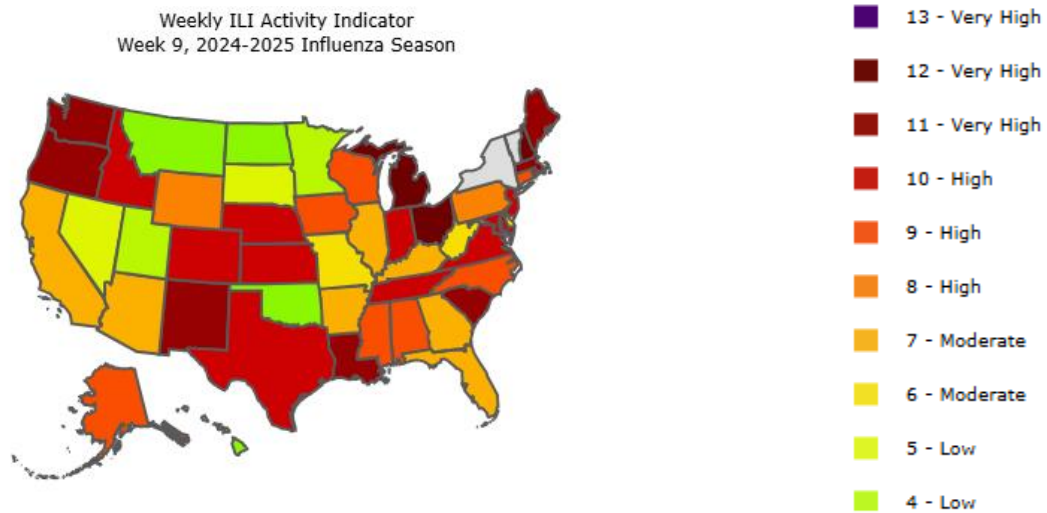 Weekly ILI Activity Indicator
Week 9, 2024-2025 Influenza Season
13 - Very High
12 - Very High
11 - Very High
10 - High
9 - High
8 - High
7 - Moderate
6 - Moderate
5 - Low
4 - Low